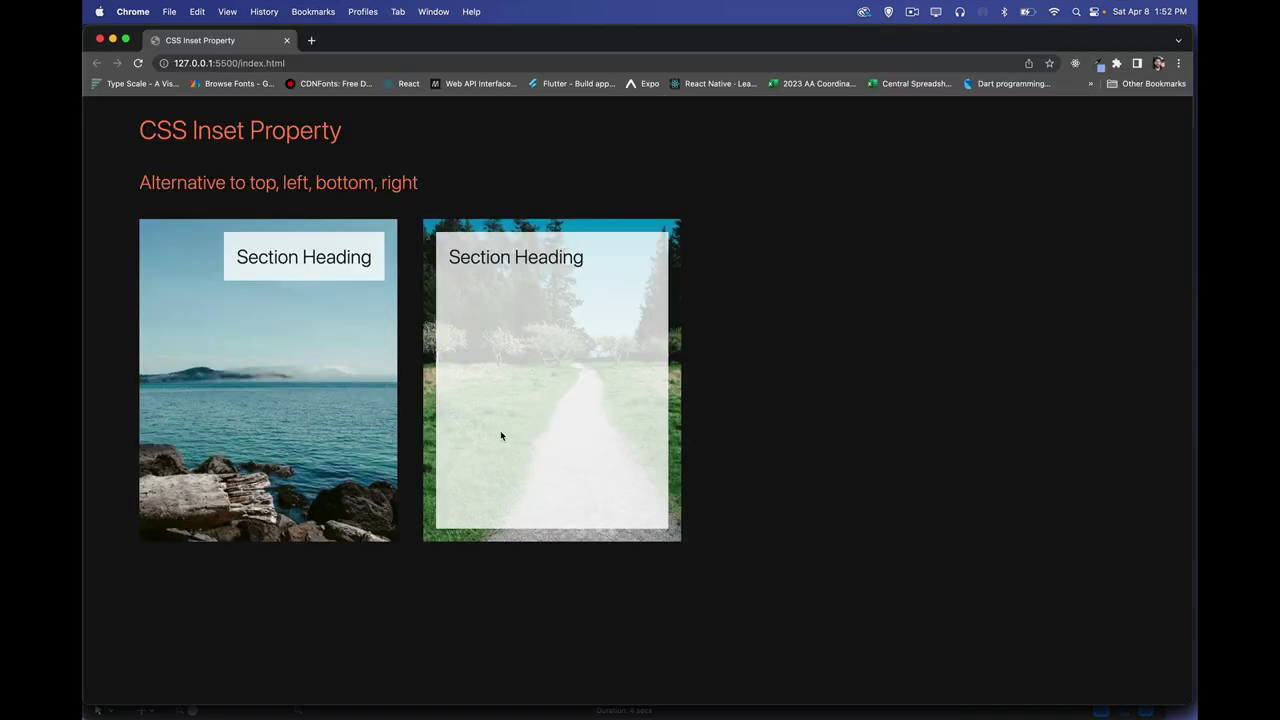 Chrome File Edit View History Bookmarks Profiles Tab Window Help Sat Apr 8 1:52 PM
CSS Inset Property
127.0.0.1:5500/index.html
Type Scale - A Vis... Browse Fonts - G... CDNFonts: Free D... React Web API Interface... Flutter - Build app... Expo React Native · Lea... 2023 AA Coordina... Central Spreadsh... Dart programming... » Other Bookmarks
CSS Inset Property
Alternative to top, left, bottom, right
Section Heading Section Heading
Duration: 4 secs